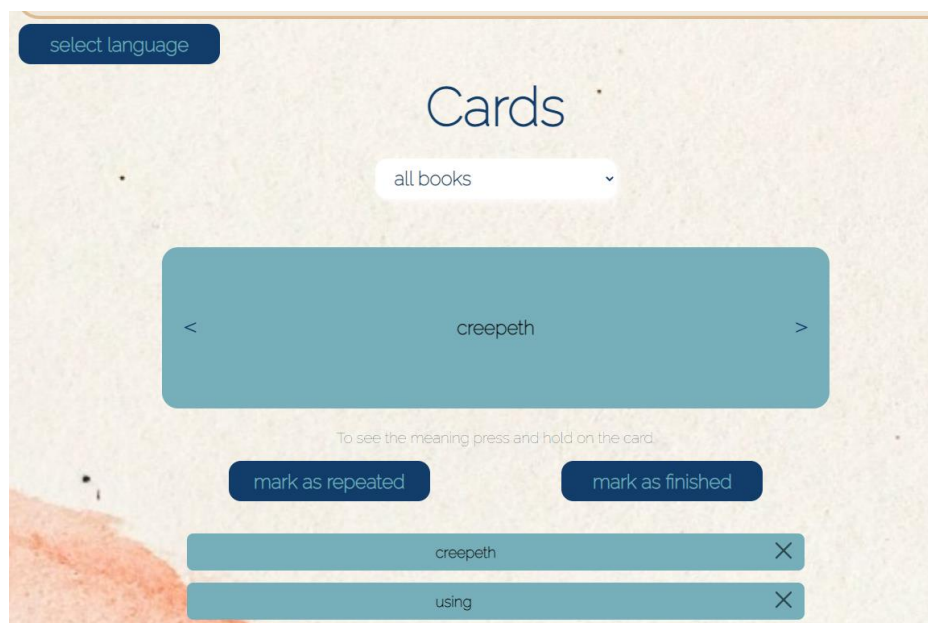 select language
Cards
all books
< creepeth >
To see the meaning press and hold on the card.
mark as repeated mark as finished
creepeth
using